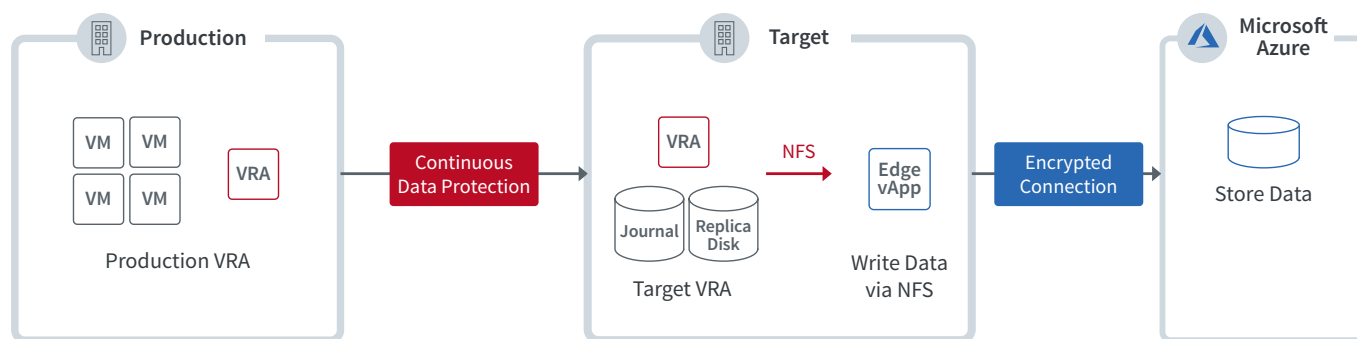 Production
VM
VM
VM
VM
VRA
Production VRA
Continuous
Data Protection
Target
VRA
NFS
Edge
vApp
Journal
Replica
Disk
Target VRA
Write Data
via NFS
Encrypted
Connection
Microsoft
Azure
Store Data